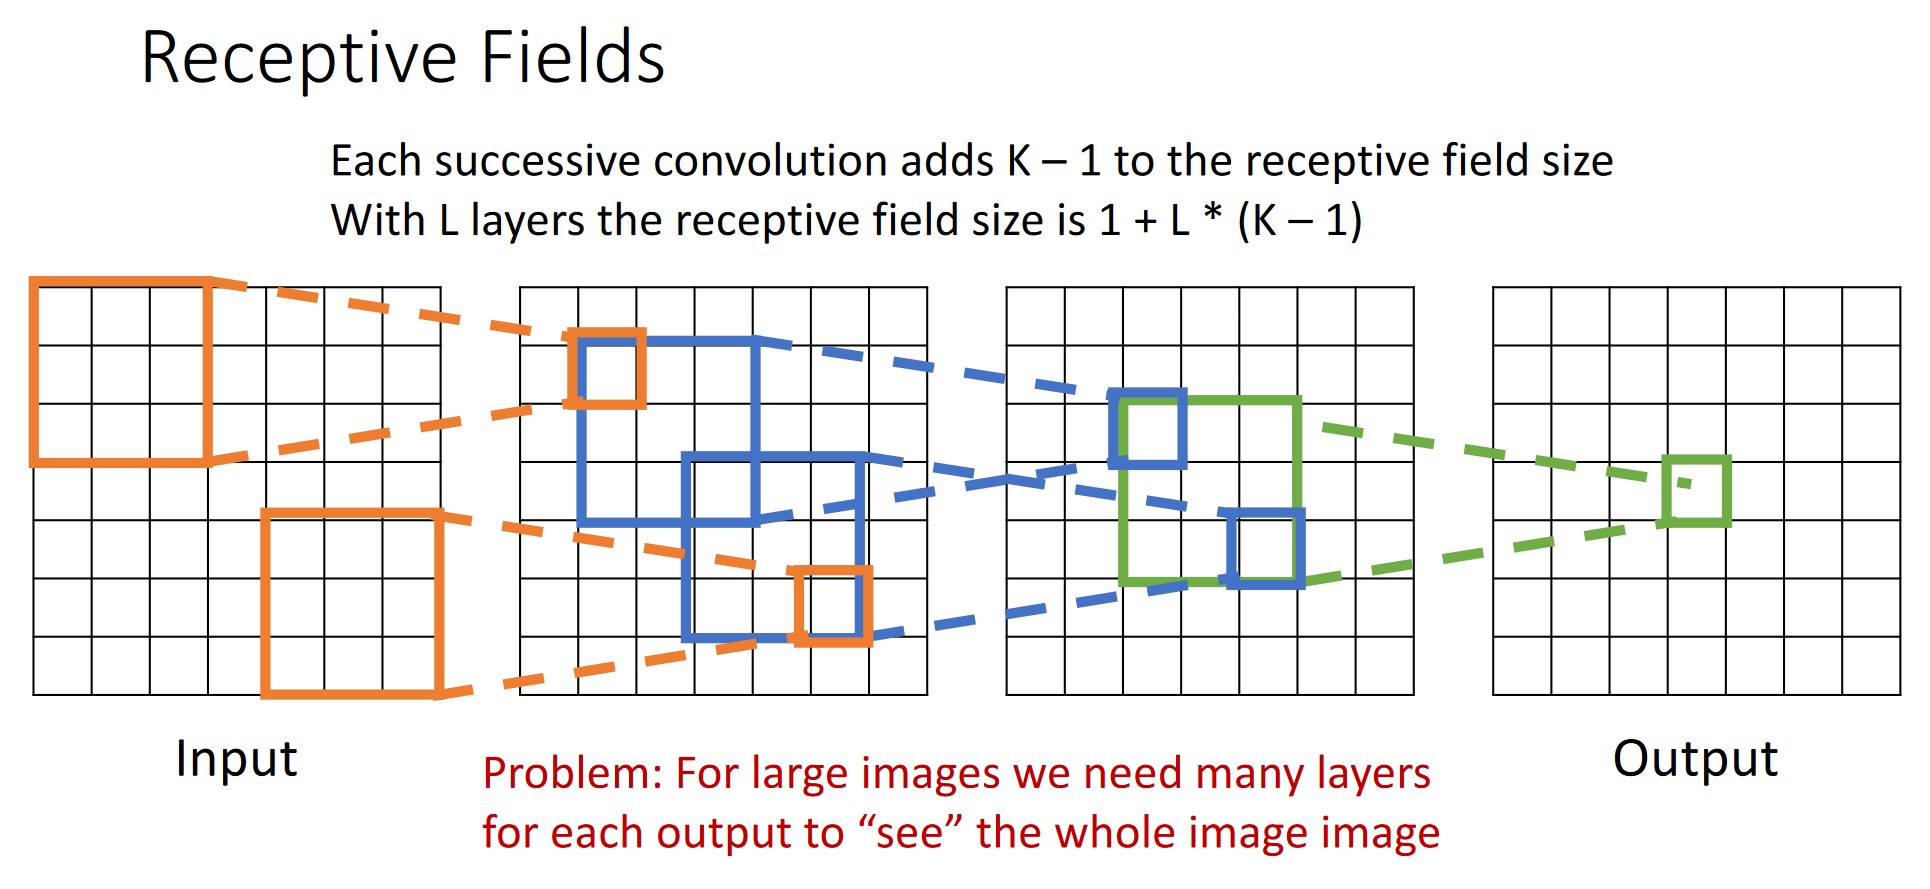 Receptive Fields
Each successive convolution adds K – 1 to the receptive field size
With L layers the receptive field size is 1 + L * (K – 1)
Input
Output
Problem: For large images we need many layers
for each output to “see” the whole image image